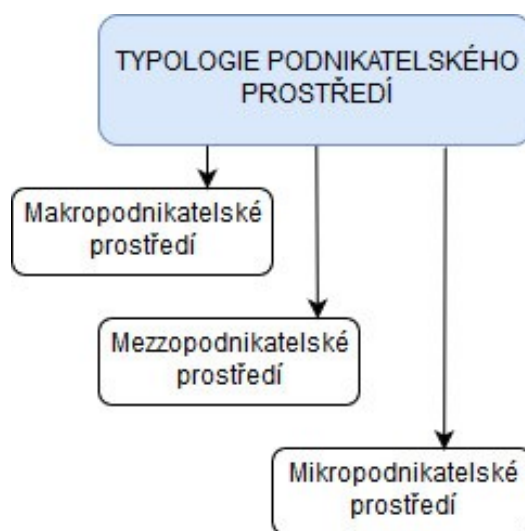 TYPOLOGIE PODNIKATELSKÉHO
PROSTŘEDÍ
Makropodnikatelské
prostředí
Mezzopodnikatelské
prostředí
Mikropodnikatelské
prostředí